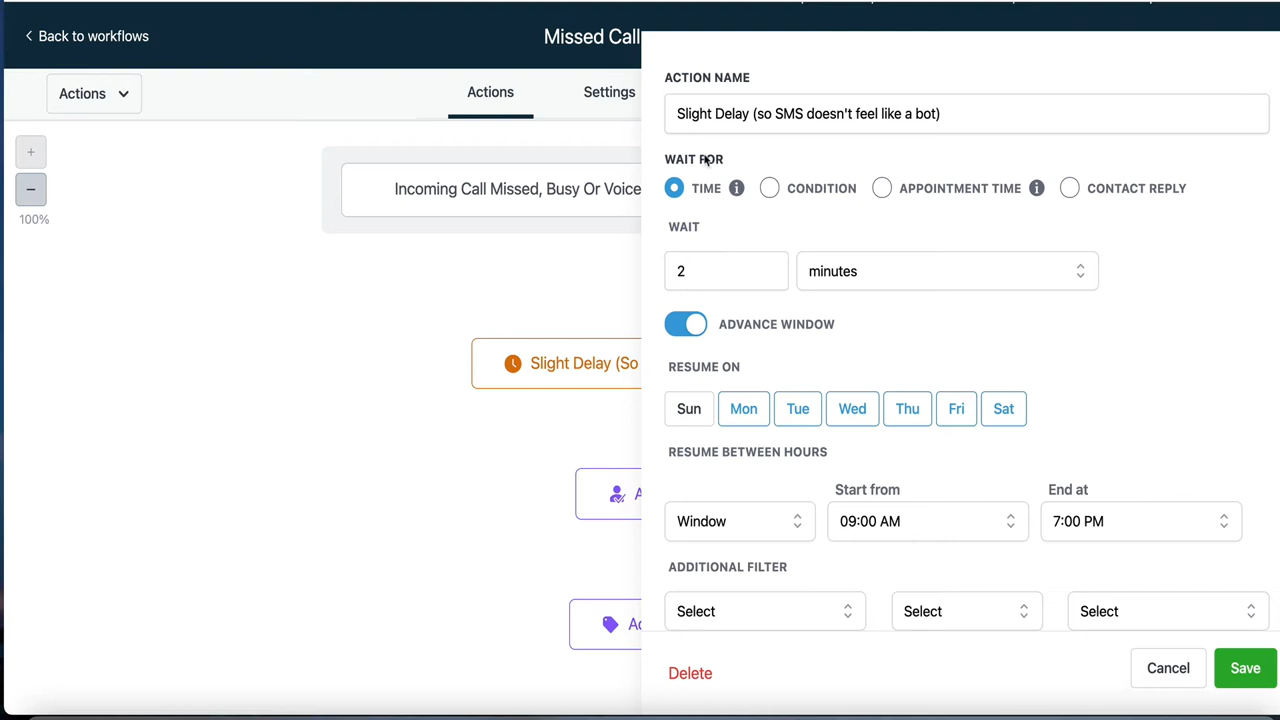 Back to workflows
Missed Call
Actions
Actions
Settings
100%
Incoming Call Missed, Busy Or Voice
Slight Delay (So
ACTION NAME
Slight Delay (so SMS doesn't feel like a bot)
WAIT FOR
TIME CONDITION APPOINTMENT TIME CONTACT REPLY
WAIT
2 minutes
ADVANCE WINDOW
RESUME ON
Sun Mon Tue Wed Thu Fri Sat
RESUME BETWEEN HOURS
Start from End at
Window 09:00 AM 7:00 PM
ADDITIONAL FILTER
Select Select Select
Delete Cancel Save